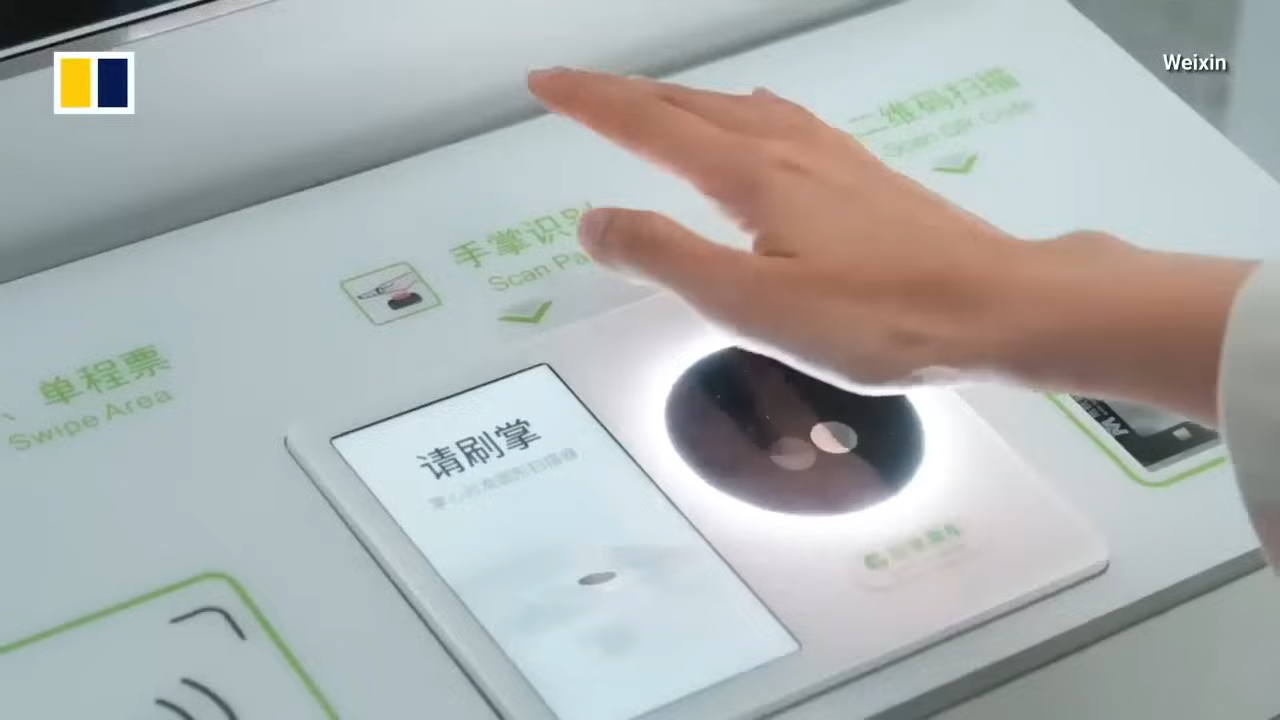 Weixin
二维码扫描
Scan QR Code
手掌识别
Scan Pa
、单程票
Swipe Area
请刷掌